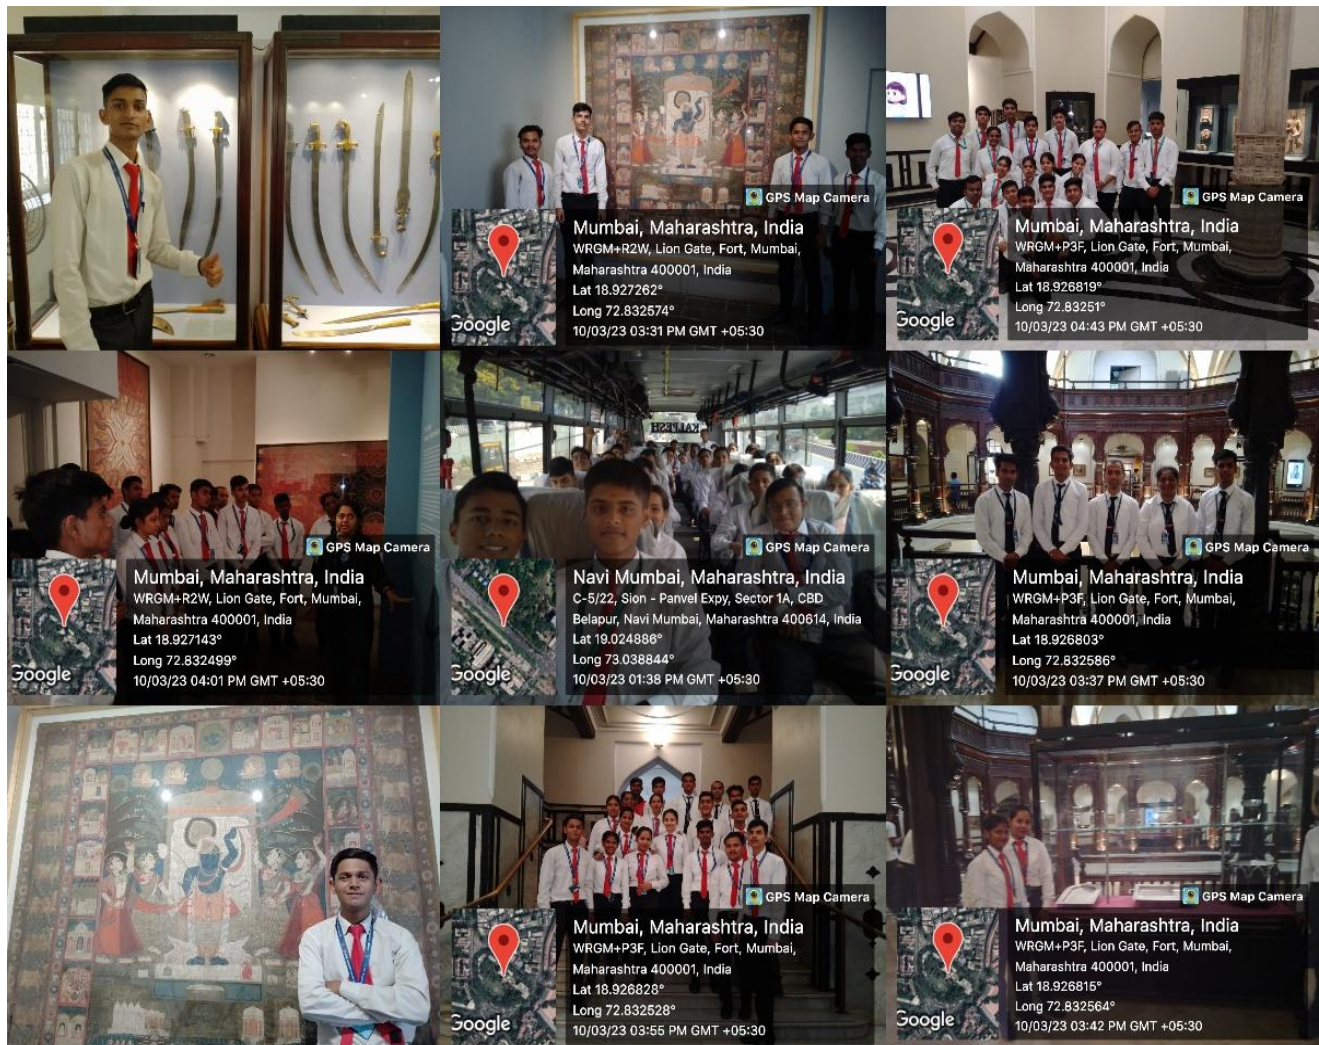 GPS Map Camera
Mumbai, Maharashtra, India
WRGM+R2W, Lion Gate, Fort, Mumbai,
Maharashtra 400001, India
Lat 18.927262°
Long 72.832574°
10/03/23 03:31 PM GMT +05:30
Google
GPS Map Camera
Mumbai, Maharashtra, India
WRGM+P3F, Lion Gate, Fort, Mumbai,
Maharashtra 400001, India
Lat 18.926819°
Long 72.83251°
10/03/23 04:43 PM GMT +05:30
Google
GPS Map Camera
Mumbai, Maharashtra, India
WRGM+R2W, Lion Gate, Fort, Mumbai,
Maharashtra 400001, India
Lat 18.927143°
Long 72.832499°
10/03/23 04:01 PM GMT +05:30
Google
KALPESH
GPS Map Camera
Navi Mumbai, Maharashtra, India
C-5/22, Sion - Panvel Expy, Sector 1A, CBD
Belapur, Navi Mumbai, Maharashtra 400614, India
Lat 19.024886°
Long 73.038844°
10/03/23 01:38 PM GMT +05:30
Google
GPS Map Camera
Mumbai, Maharashtra, India
WRGM+P3F, Lion Gate, Fort, Mumbai,
Maharashtra 400001, India
Lat 18.926803°
Long 72.832586°
10/03/23 03:37 PM GMT +05:30
Google
GPS Map Camera
Mumbai, Maharashtra, India
WRGM+P3F, Lion Gate, Fort, Mumbai,
Maharashtra 400001, India
Lat 18.926828°
Long 72.832528°
10/03/23 03:55 PM GMT +05:30
Google
GPS Map Camera
Mumbai, Maharashtra, India
WRGM+P3F, Lion Gate, Fort, Mumbai,
Maharashtra 400001, India
Lat 18.926815°
Long 72.832564°
10/03/23 03:42 PM GMT +05:30
Google